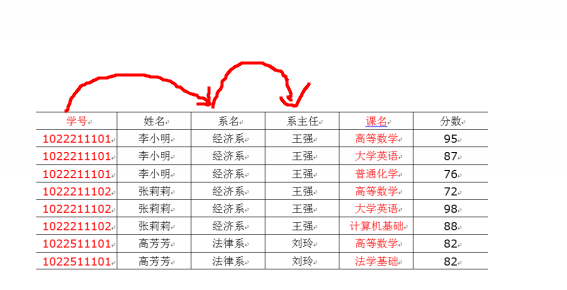 学号 姓名 系名 系主任 课名 分数
1022211101 李小明 经济系 王强 高等数学 95
1022211101 李小明 经济系 王强 大学英语 87
1022211101 李小明 经济系 王强 普通化学 76
1022211102 张莉莉 经济系 王强 高等数学 72
1022211102 张莉莉 经济系 王强 大学英语 98
1022211102 张莉莉 经济系 王强 计算机基础 88
1022511101 高芳芳 法律系 刘玲 高等数学 82
1022511101 高芳芳 法律系 刘玲 法学基础 82